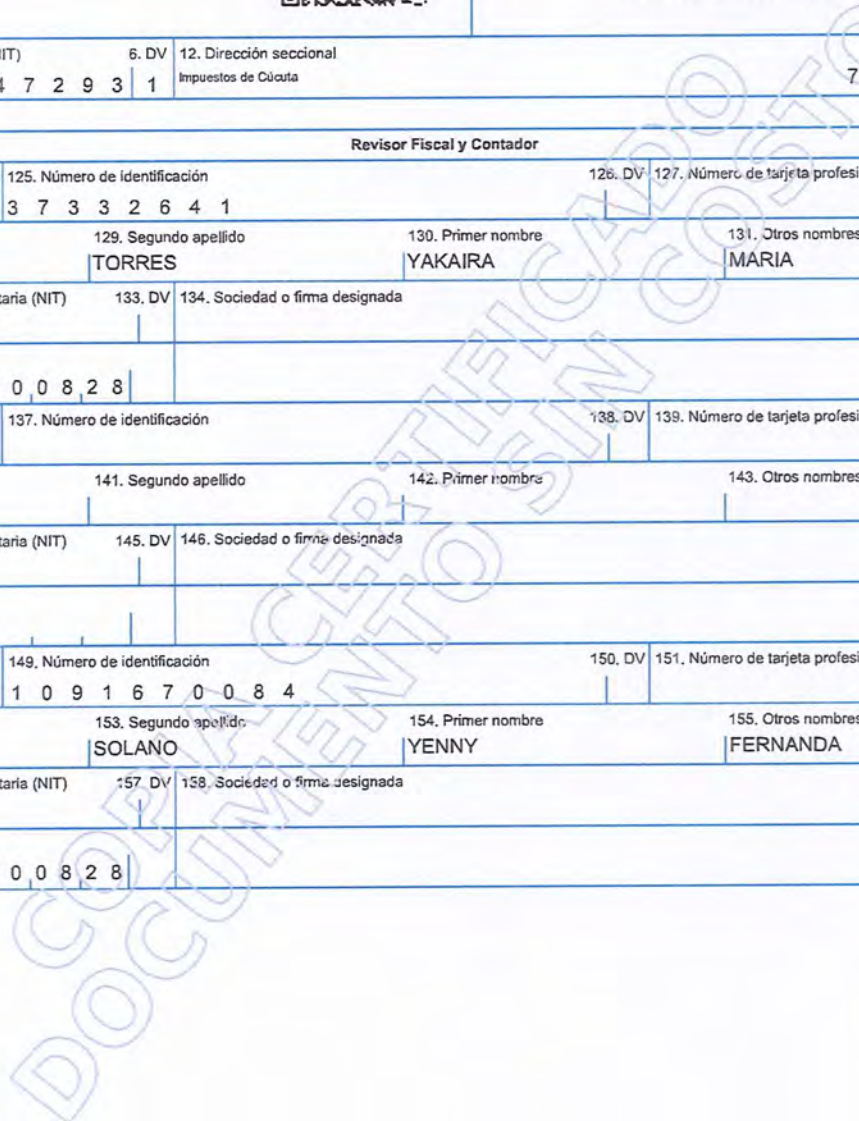 IIT) 6. DV 12. Dirección seccional
4 7 2 9 3 1 Impuestos de Cúcuta 7
Revisor Fiscal y Contador
125. Número de identificación 126. DV 127. Número de tarjeta profesi
3 7 3 3 2 6 4 1
129. Segundo apellido 130. Primer nombre 131. Otros nombres
TORRES YAKAIRA MARIA
taria (NIT) 133. DV 134. Sociedad o firma designada
0 0 8 2 8
137. Número de identificación 138. DV 139. Número de tarjeta profesi
141. Segundo apellido 142. Primer nombre 143. Otros nombres
taria (NIT) 145. DV 146. Sociedad o firma designada
149. Número de identificación 150. DV 151. Número de tarjeta profesi
1 0 9 1 6 7 0 0 8 4
153. Segundo apellido 154. Primer nombre 155. Otros nombres
SOLANO YENNY FERNANDA
taria (NIT) 157. DV 158. Sociedad o firma designada
0 0 8 2 8
COPIA CERTIFICADO
DOCUMENTO SIN COSTO